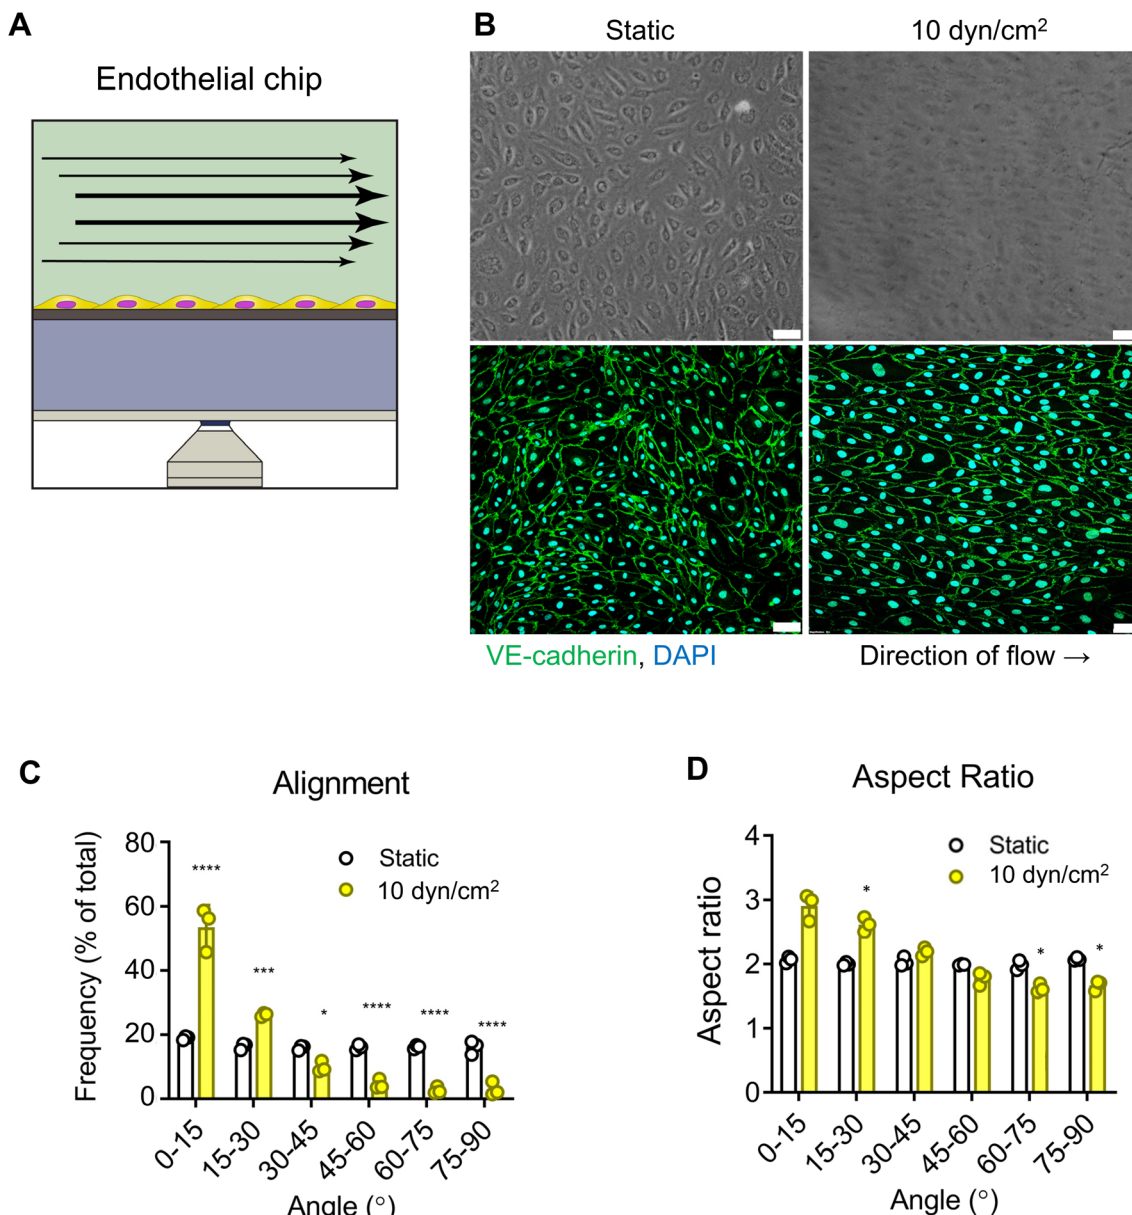 A
Endothelial chip
B
Static
10 dyn/cm²
VE-cadherin, DAPI
Direction of flow →
C
Alignment
Frequency (% of total)
80
60
40
20
0
Static
10 dyn/cm²
****
***
*
****
****
****
0-15
15-30
30-45
45-60
60-75
75-90
Angle (°)
D
Aspect Ratio
Aspect ratio
4
3
2
1
0
Static
10 dyn/cm²
*
*
*
0-15
15-30
30-45
45-60
60-75
75-90
Angle (°)